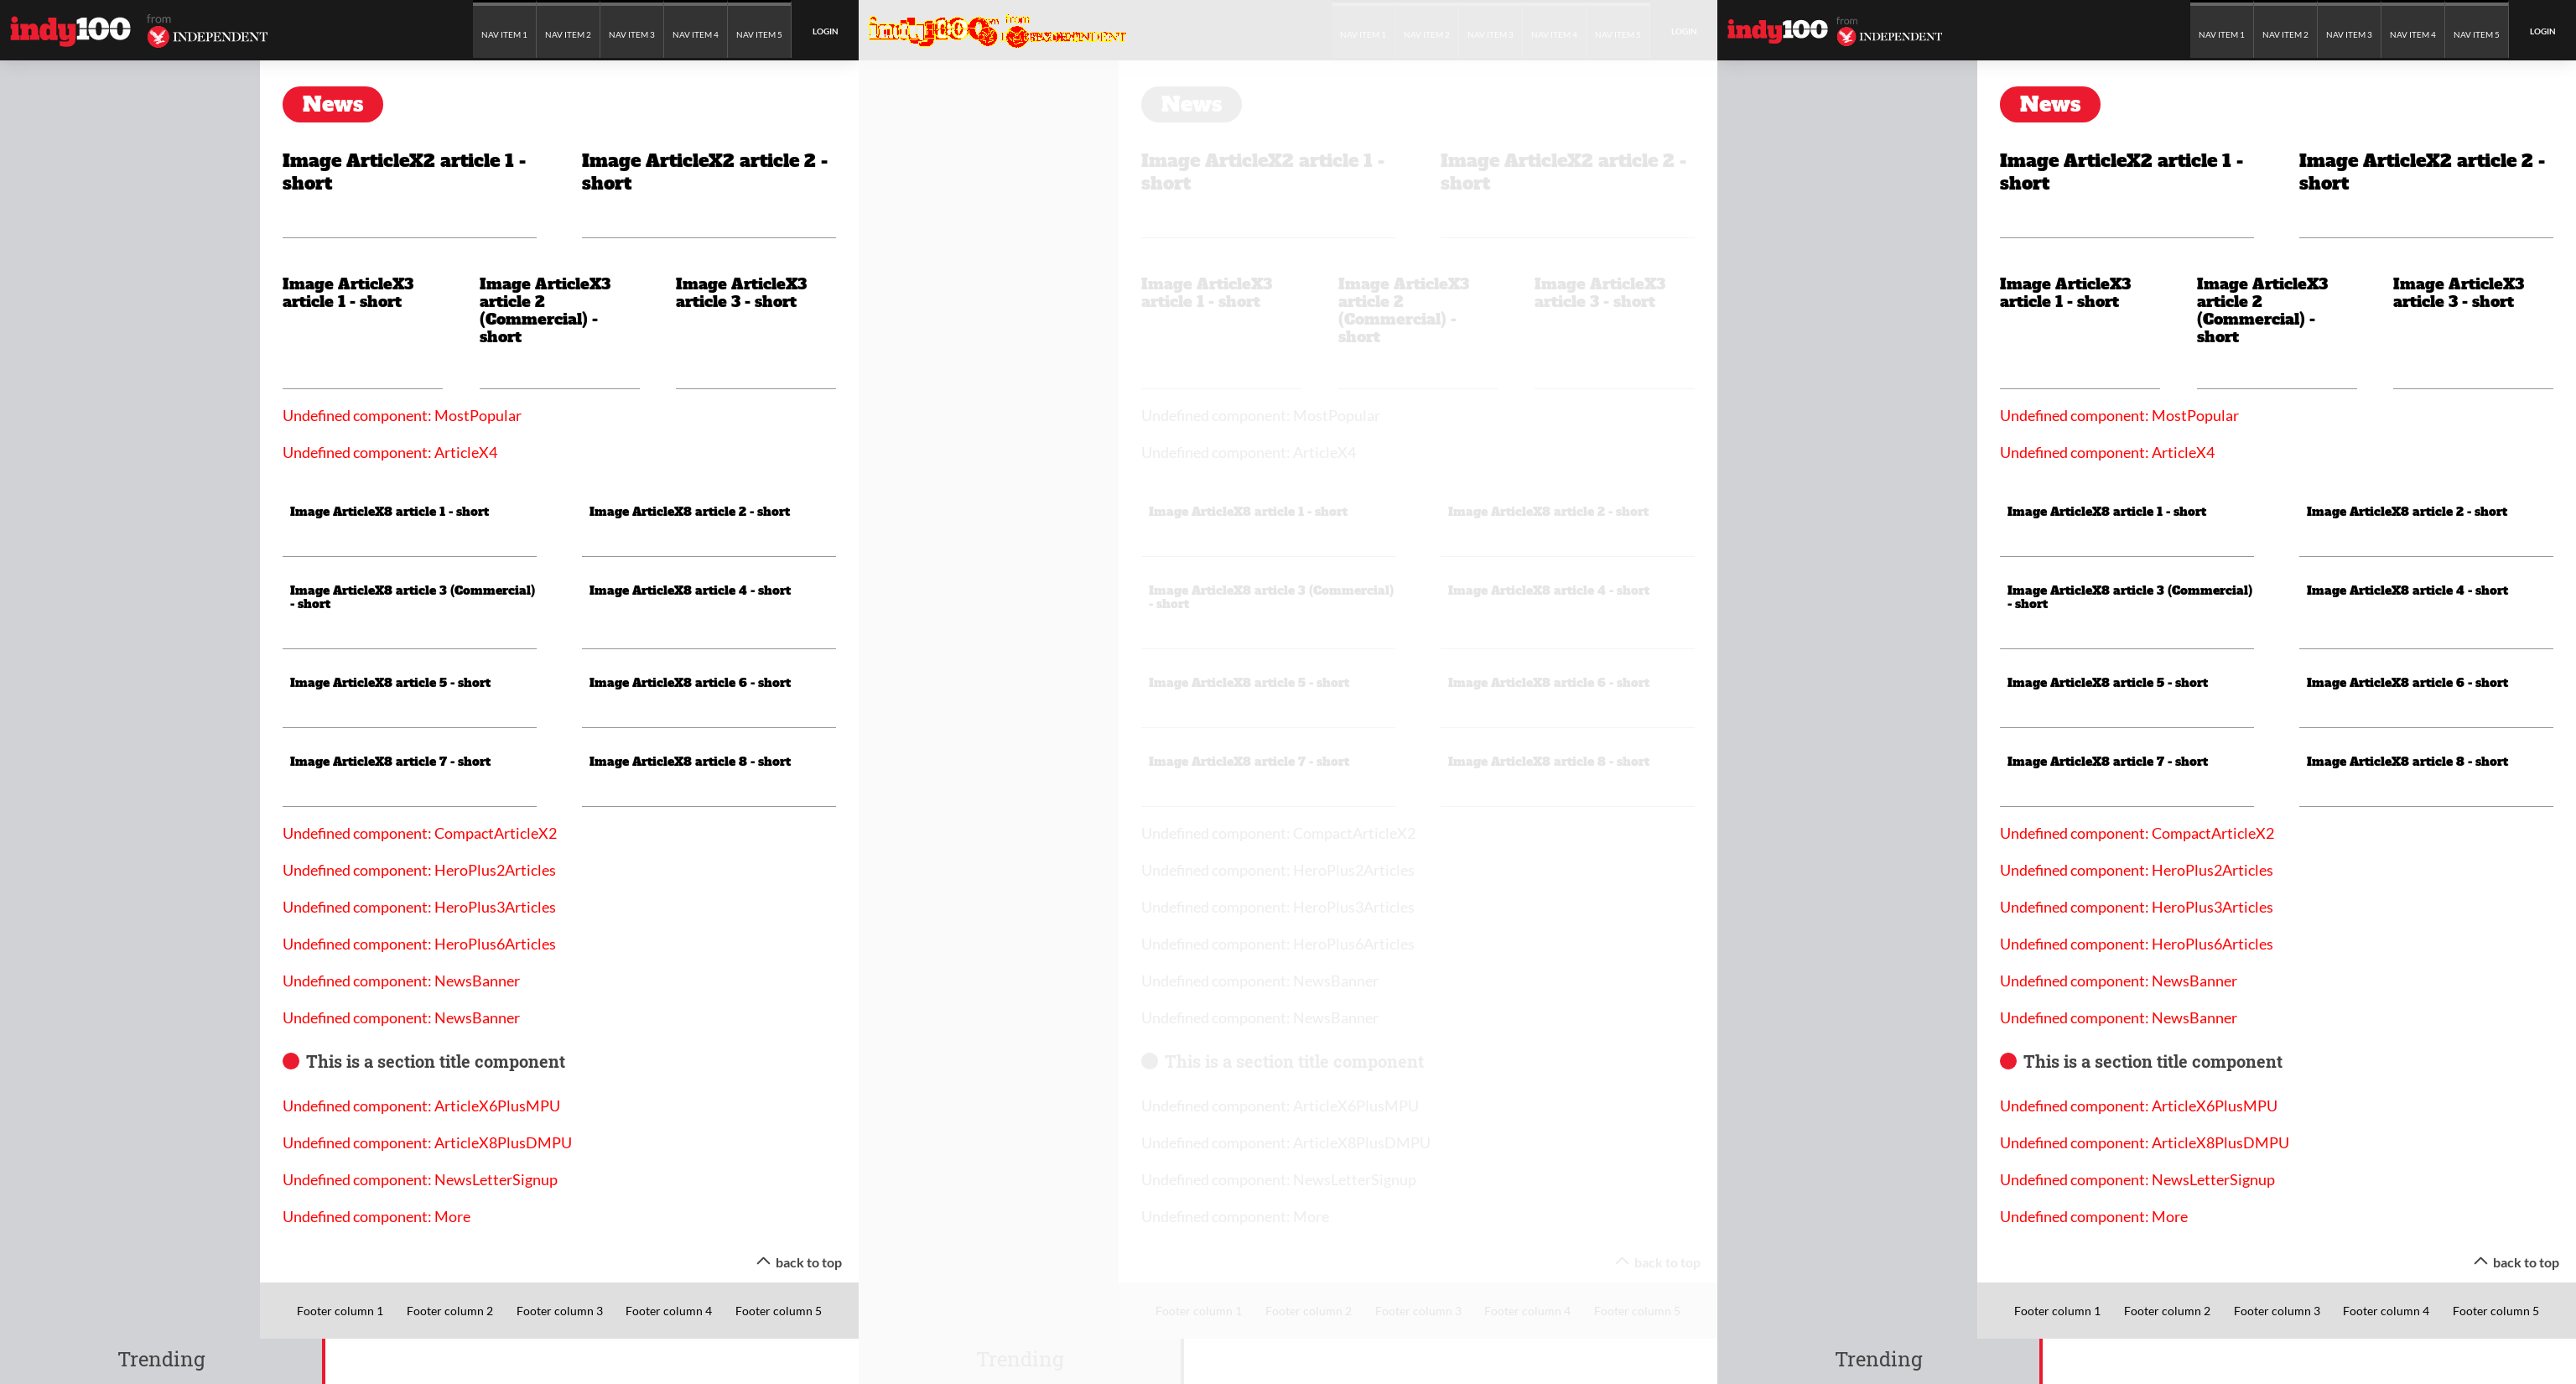 indy100 from INDEPENDENT
NAV ITEM 1 NAV ITEM 2 NAV ITEM 3 NAV ITEM 4 NAV ITEM 5 LOGIN
News
Image ArticleX2 article 1 -
short
Image ArticleX2 article 2 -
short
Image ArticleX3
article 1 - short
Image ArticleX3
article 2
(Commercial) -
short
Image ArticleX3
article 3 - short
Undefined component: MostPopular
Undefined component: ArticleX4
Image ArticleX8 article 1 - short
Image ArticleX8 article 2 - short
Image ArticleX8 article 3 (Commercial)
- short
Image ArticleX8 article 4 - short
Image ArticleX8 article 5 - short
Image ArticleX8 article 6 - short
Image ArticleX8 article 7 - short
Image ArticleX8 article 8 - short
Undefined component: CompactArticleX2
Undefined component: HeroPlus2Articles
Undefined component: HeroPlus3Articles
Undefined component: HeroPlus6Articles
Undefined component: NewsBanner
Undefined component: NewsBanner
This is a section title component
Undefined component: ArticleX6PlusMPU
Undefined component: ArticleX8PlusDMPU
Undefined component: NewsLetterSignup
Undefined component: More
back to top
Footer column 1 Footer column 2 Footer column 3 Footer column 4 Footer column 5
Trending
indy100
NAV ITEM 1 NAV ITEM 2 NAV ITEM 3 NAV ITEM 4 NAV ITEM 5 LOGIN
News
Image ArticleX2 article 1 -
short
Image ArticleX2 article 2 -
short
Image ArticleX3
article 1 - short
Image ArticleX3
article 2
(Commercial) -
short
Image ArticleX3
article 3 - short
Undefined component: MostPopular
Undefined component: ArticleX4
Image ArticleX8 article 1 - short
Image ArticleX8 article 2 - short
Image ArticleX8 article 3 (Commercial)
- short
Image ArticleX8 article 4 - short
Image ArticleX8 article 5 - short
Image ArticleX8 article 6 - short
Image ArticleX8 article 7 - short
Image ArticleX8 article 8 - short
Undefined component: CompactArticleX2
Undefined component: HeroPlus2Articles
Undefined component: HeroPlus3Articles
Undefined component: HeroPlus6Articles
Undefined component: NewsBanner
Undefined component: NewsBanner
This is a section title component
Undefined component: ArticleX6PlusMPU
Undefined component: ArticleX8PlusDMPU
Undefined component: NewsLetterSignup
Undefined component: More
back to top
Footer column 1 Footer column 2 Footer column 3 Footer column 4 Footer column 5
Trending
indy100 from INDEPENDENT
NAV ITEM 1 NAV ITEM 2 NAV ITEM 3 NAV ITEM 4 NAV ITEM 5 LOGIN
News
Image ArticleX2 article 1 -
short
Image ArticleX2 article 2 -
short
Image ArticleX3
article 1 - short
Image ArticleX3
article 2
(Commercial) -
short
Image ArticleX3
article 3 - short
Undefined component: MostPopular
Undefined component: ArticleX4
Image ArticleX8 article 1 - short
Image ArticleX8 article 2 - short
Image ArticleX8 article 3 (Commercial)
- short
Image ArticleX8 article 4 - short
Image ArticleX8 article 5 - short
Image ArticleX8 article 6 - short
Image ArticleX8 article 7 - short
Image ArticleX8 article 8 - short
Undefined component: CompactArticleX2
Undefined component: HeroPlus2Articles
Undefined component: HeroPlus3Articles
Undefined component: HeroPlus6Articles
Undefined component: NewsBanner
Undefined component: NewsBanner
This is a section title component
Undefined component: ArticleX6PlusMPU
Undefined component: ArticleX8PlusDMPU
Undefined component: NewsLetterSignup
Undefined component: More
back to top
Footer column 1 Footer column 2 Footer column 3 Footer column 4 Footer column 5
Trending